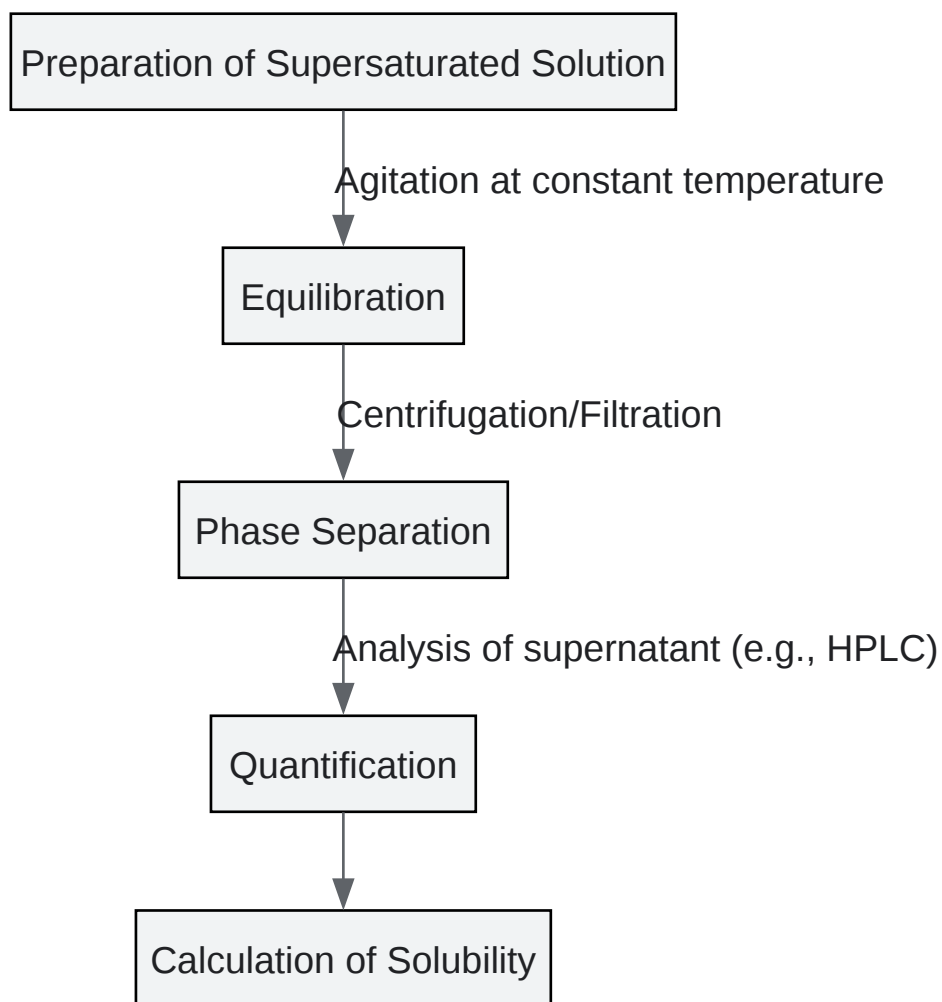 Preparation of Supersaturated Solution
Agitation at constant temperature
Equilibration
Centrifugation/Filtration
Phase Separation
Analysis of supernatant (e.g., HPLC)
Quantification
Calculation of Solubility